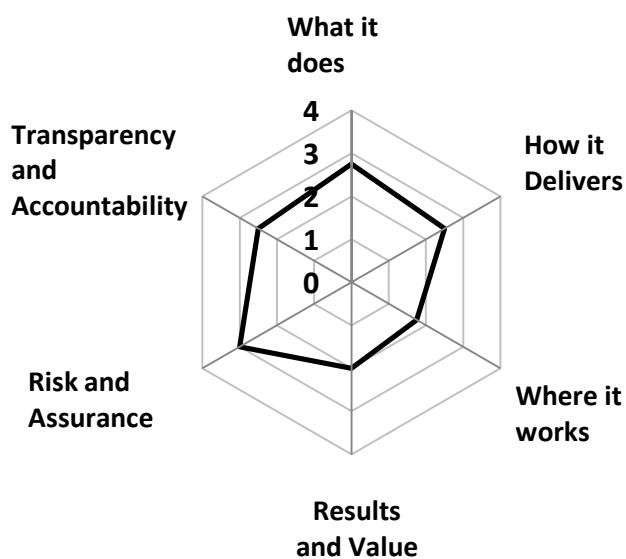 What it
does
Transparency
and
Accountability
4
3
2
1
0
How it
Delivers
Risk and
Assurance
Where it
works
Results
and Value